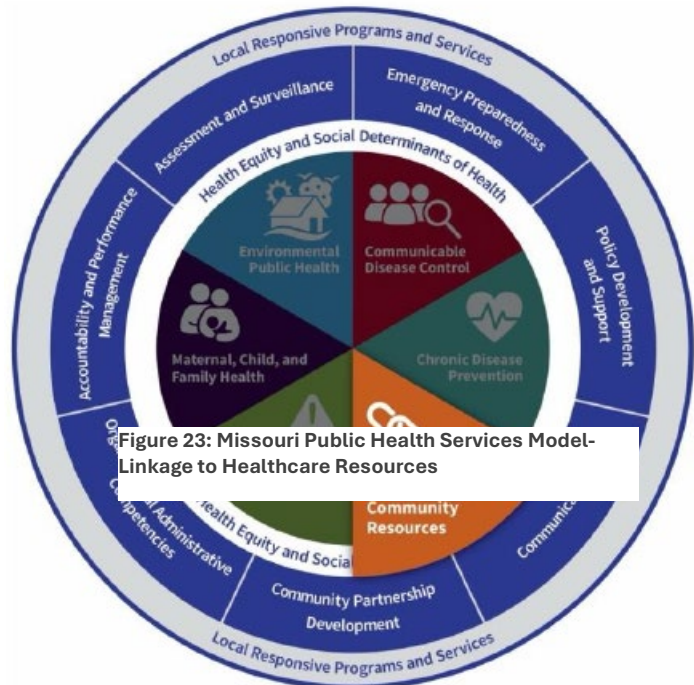 Local Responsive Programs and Services
Assessment and Surveillance
Emergency Preparedness
and Response
Health Equity and Social Determinants of Health
Accountability and Performance
Management
Policy Development
and Support
Environmental
Public Health
Communicable
Disease Control
Maternal, Child, and
Family Health
Chronic Disease
Prevention
Figure 23: Missouri Public Health Services Model-
Linkage to Healthcare Resources
Community
Resources
Administrative
Competencies
Health Equity and Social
Community Partnership
Development
Local Responsive Programs and Services